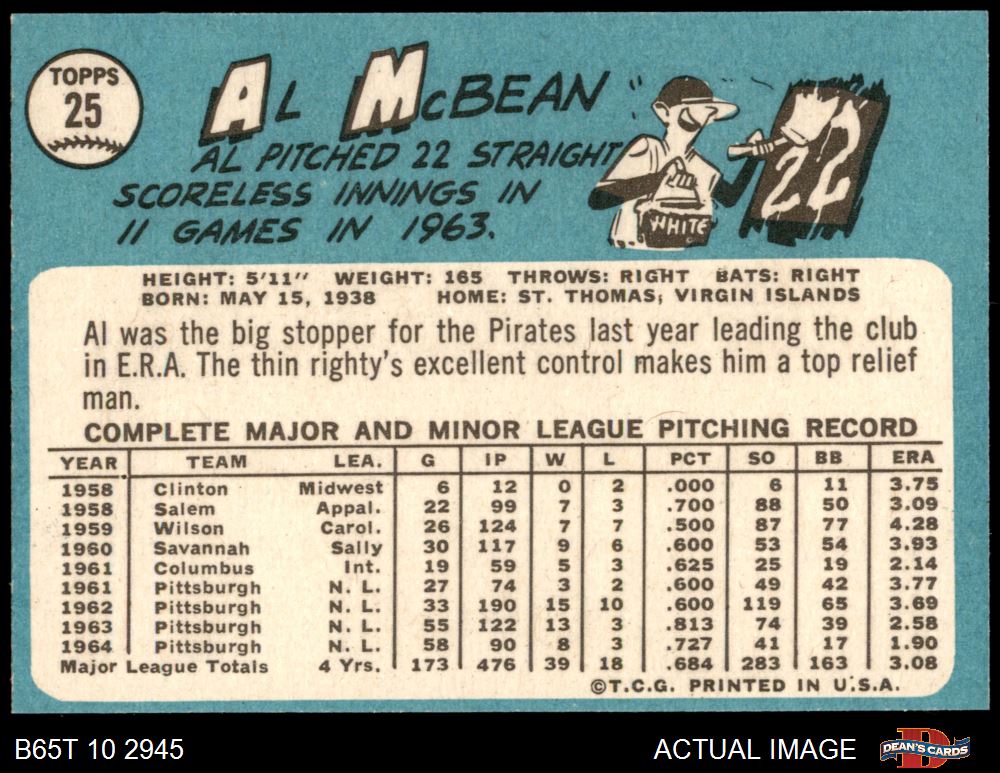 TOPPS
25
AL McBEAN
AL PITCHED 22 STRAIGHT
SCORELESS INNINGS IN
11 GAMES IN 1963.
WHITE
22
HEIGHT: 5'11" WEIGHT: 165 THROWS: RIGHT BATS: RIGHT
BORN: MAY 15, 1938 HOME: ST. THOMAS, VIRGIN ISLANDS
Al was the big stopper for the Pirates last year leading the club
in E.R.A. The thin righty's excellent control makes him a top relief
man.
COMPLETE MAJOR AND MINOR LEAGUE PITCHING RECORD
YEAR TEAM LEA. G IP W L PCT SO BB ERA
1958 Clinton Midwest 6 12 0 2 .000 6 11 3.75
1958 Salem Appal. 22 99 7 3 .700 88 50 3.09
1959 Wilson Carol. 26 124 7 7 .500 87 77 4.28
1960 Savannah Sally 30 117 9 6 .600 53 54 3.93
1961 Columbus Int. 19 59 5 3 .625 25 19 2.14
1961 Pittsburgh N. L. 27 74 3 2 .600 49 42 3.77
1962 Pittsburgh N. L. 33 190 15 10 .600 119 65 3.69
1963 Pittsburgh N. L. 55 122 13 3 .813 74 39 2.58
1964 Pittsburgh N. L. 58 90 8 3 .727 41 17 1.90
Major League Totals 4 Yrs. 173 476 39 18 .684 283 163 3.08
©T.C.G. PRINTED IN U.S.A.
B65T 10 2945 ACTUAL IMAGE DEAN'S CARDS